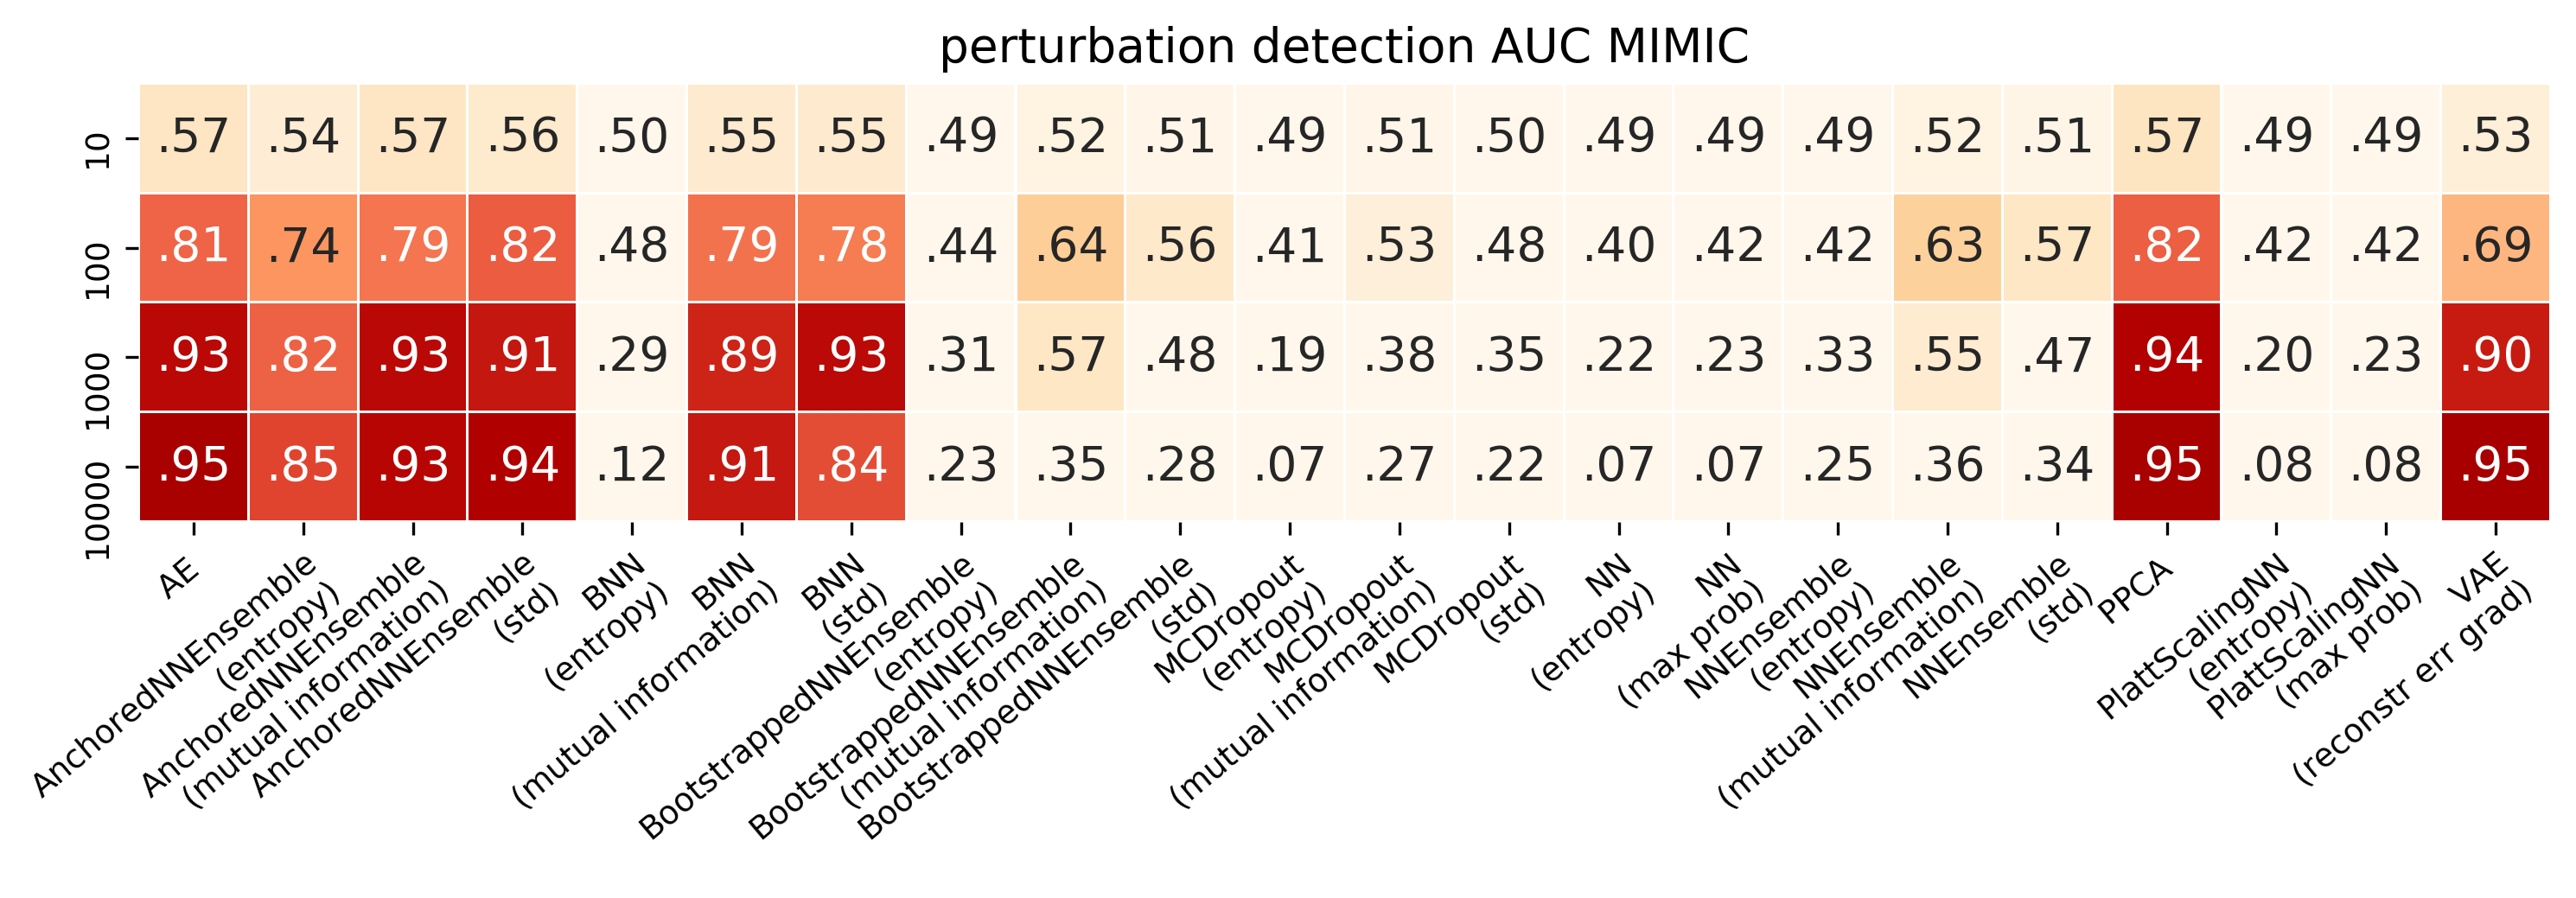 perturbation detection AUC MIMIC
10 .57 .54 .57 .56 .50 .55 .55 .49 .52 .51 .49 .51 .50 .49 .49 .49 .52 .51 .57 .49 .49 .53
100 .81 .74 .79 .82 .48 .79 .78 .44 .64 .56 .41 .53 .48 .40 .42 .42 .63 .57 .82 .42 .42 .69
1000 .93 .82 .93 .91 .29 .89 .93 .31 .57 .48 .19 .38 .35 .22 .23 .33 .55 .47 .94 .20 .23 .90
10000 .95 .85 .93 .94 .12 .91 .84 .23 .35 .28 .07 .27 .22 .07 .07 .25 .36 .34 .95 .08 .08 .95
AE
AnchoredNNEnsemble
(entropy)
AnchoredNNEnsemble
(mutual information)
AnchoredNNEnsemble
(std)
BNN
(entropy)
BNN
(mutual information)
BNN
(std)
BootstrappedNNEnsemble
(entropy)
BootstrappedNNEnsemble
(mutual information)
BootstrappedNNEnsemble
(std)
MCDropout
(entropy)
MCDropout
(mutual information)
MCDropout
(std)
NN
(entropy)
NN
(max prob)
NNEnsemble
(entropy)
NNEnsemble
(mutual information)
NNEnsemble
(std)
PPCA
PlattScalingNN
(entropy)
PlattScalingNN
(max prob)
VAE
(reconstr err grad)